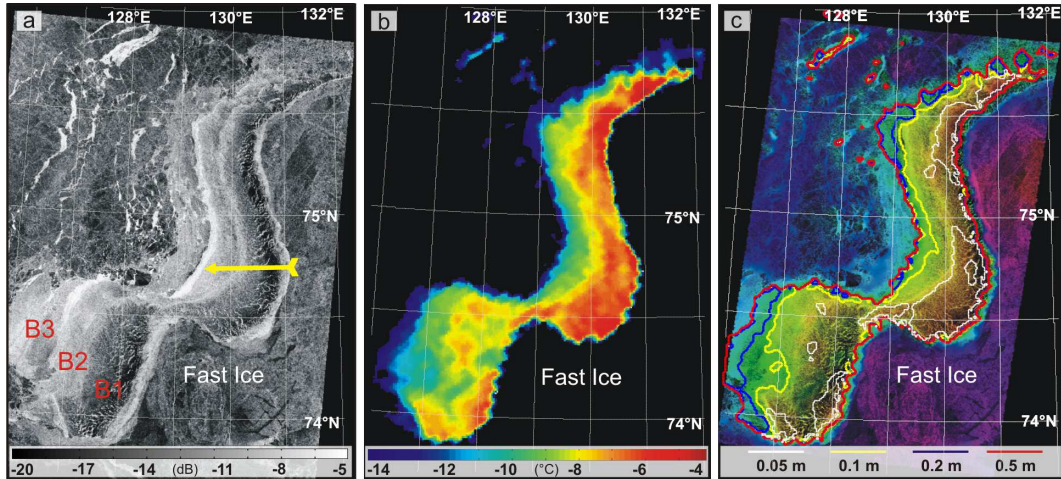 a
128°E
130°E
132°E
75°N
B3
B2
B1
Fast Ice
74°N
-20 -17 -14 (dB) -11 -8 -5
b
128°E
130°E
132°E
75°N
Fast Ice
74°N
-14 -12 -10 (°C) -8 -6 -4
c
128°E
130°E
132°E
75°N
Fast Ice
74°N
0.05 m 0.1 m 0.2 m 0.5 m